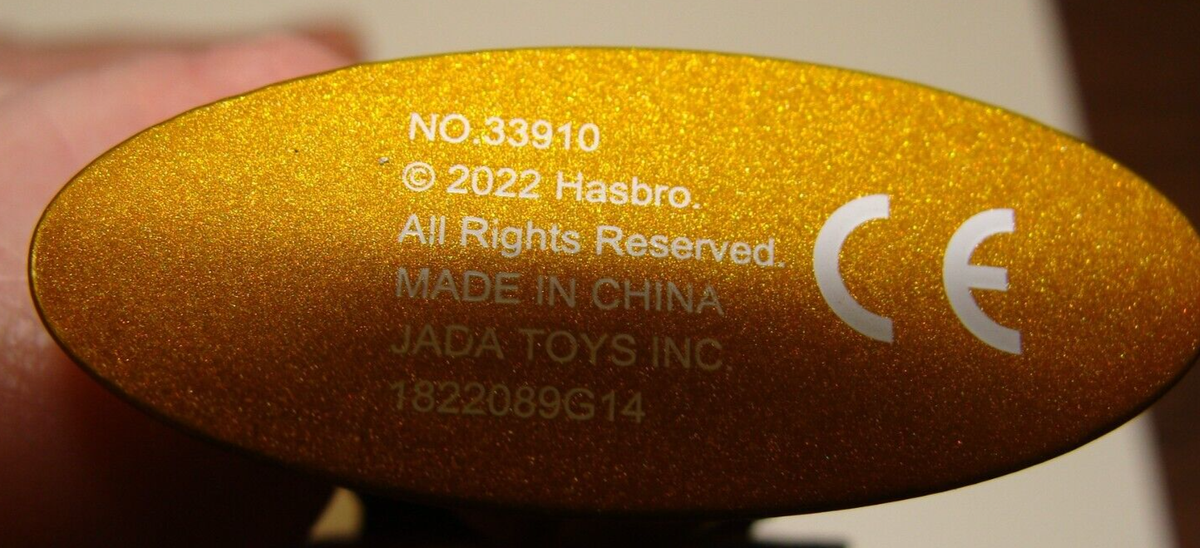 NO.33910
© 2022 Hasbro.
All Rights Reserved.
MADE IN CHINA
JADA TOYS INC.
1822089G14
CE